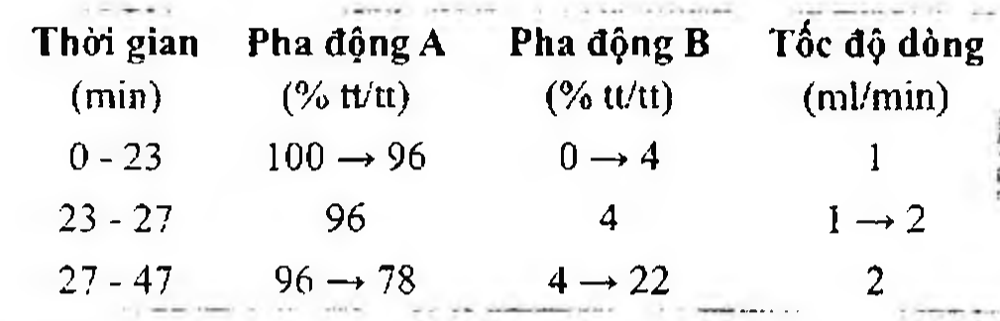 Thời gian Pha động A Pha động B Tốc độ dòng
(min) (% tt/tt) (% tt/tt) (ml/min)
0 - 23 100 → 96 0 → 4 1
23 - 27 96 4 1 → 2
27 - 47 96 → 78 4 → 22 2